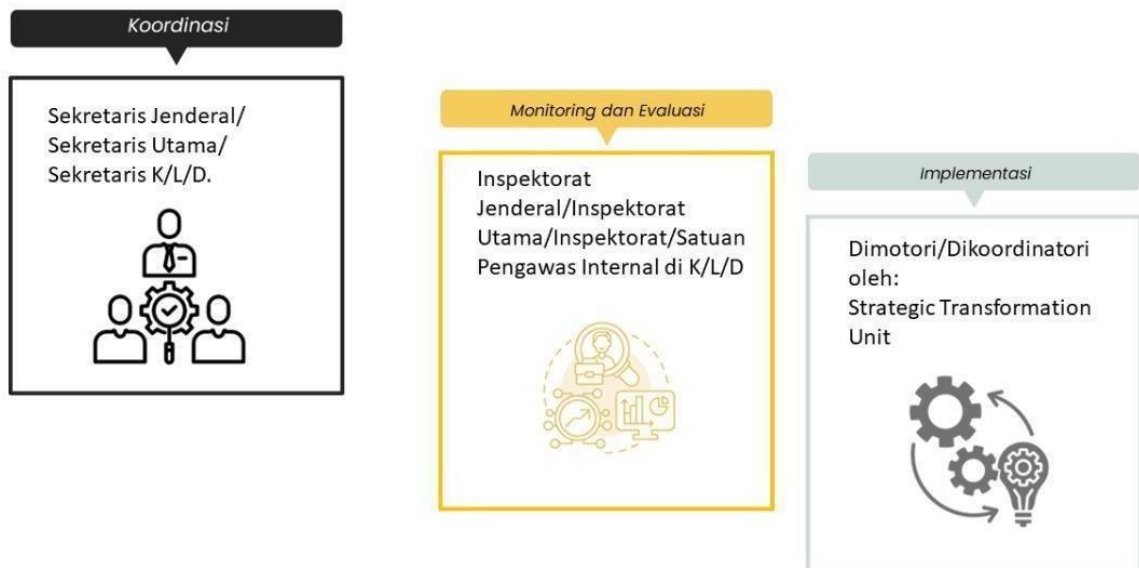 Koordinasi
Sekretaris Jenderal/
Sekretaris Utama/
Sekretaris K/L/D.
Monitoring dan Evaluasi
Inspektorat
Jenderal/Inspektorat
Utama/Inspektorat/Satuan
Pengawas Internal di K/L/D
Implementasi
Dimotori/Dikoordinatori
oleh:
Strategic Transformation
Unit